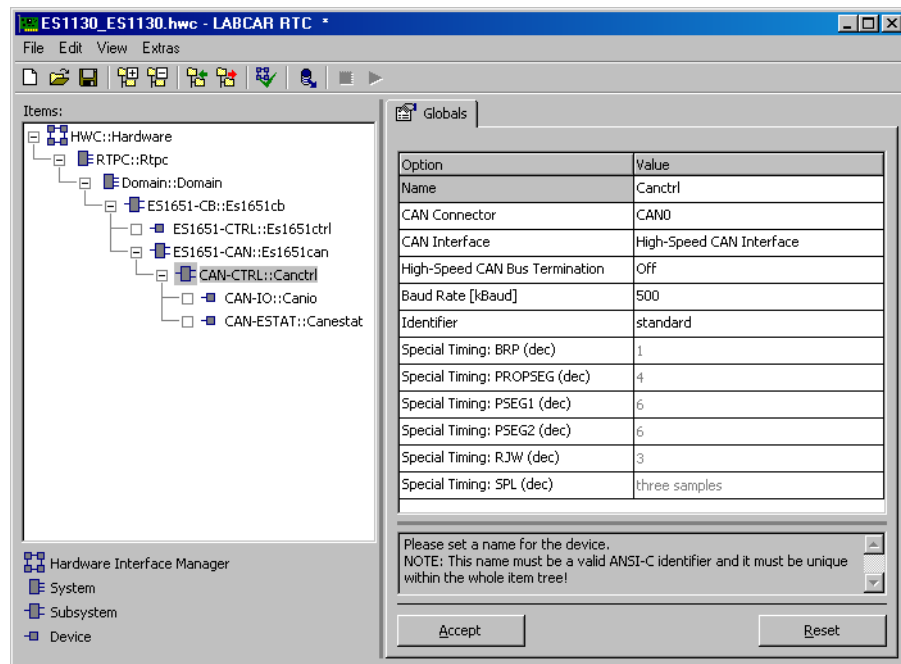 ES1130_ES1130.hwc - LABCAR RTC *
File Edit View Extras
Items:
HWC::Hardware
RTPC::Rtpc
Domain::Domain
ES1651-CB::Es1651cb
ES1651-CTRL::Es1651ctrl
ES1651-CAN::Es1651can
CAN-CTRL::Canctrl
CAN-IO::Canio
CAN-ESTAT::Canestat
Hardware Interface Manager
System
Subsystem
Device
Globals
Option Value
Name Canctrl
CAN Connector CAN0
CAN Interface High-Speed CAN Interface
High-Speed CAN Bus Termination Off
Baud Rate [kBaud] 500
Identifier standard
Special Timing: BRP (dec) 1
Special Timing: PROPSEG (dec) 4
Special Timing: PSEG1 (dec) 6
Special Timing: PSEG2 (dec) 6
Special Timing: RJW (dec) 3
Special Timing: SPL (dec) three samples
Please set a name for the device.
NOTE: This name must be a valid ANSI-C identifier and it must be unique
within the whole item tree!
Accept Reset